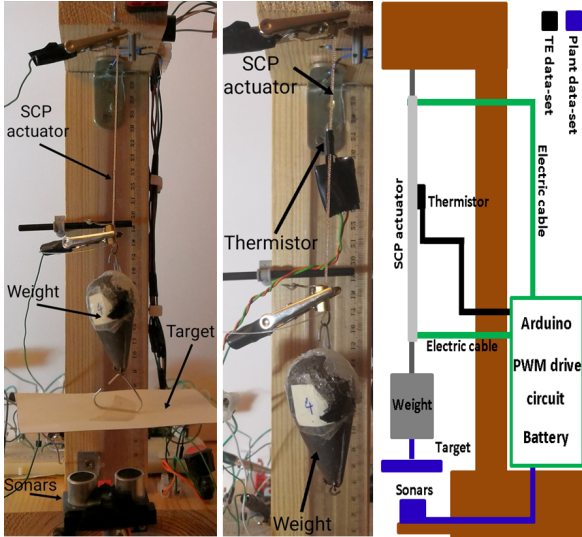 SCP
actuator
Weight
4
Target
Sonars
SCP
actuator
Thermistor
4
Weight
TE data-set
Plant data-set
SCP actuator
Thermistor
Electric cable
Electric cable
Arduino
PWM drive
circuit
Battery
Weight
Target
Sonars